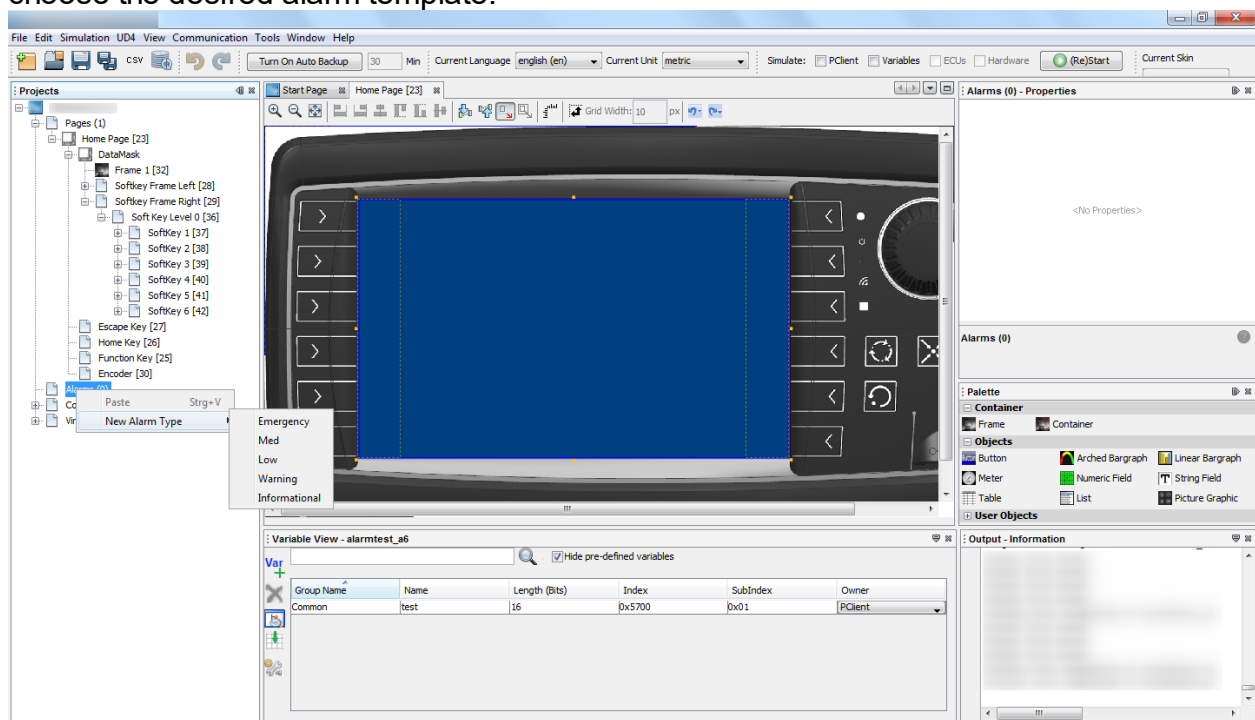 choose the desired alarm template.
File Edit Simulation UD4 View Communication Tools Window Help
csv Turn On Auto Backup 30 Min Current Language english (en) Current Unit metric Simulate: PClient Variables ECUs Hardware (Re)Start Current Skin
Projects
Pages (1)
Home Page [23]
DataMask
Frame 1 [32]
Softkey Frame Left [28]
Softkey Frame Right [29]
Soft Key Level 0 [36]
SoftKey 1 [37]
SoftKey 2 [38]
SoftKey 3 [39]
SoftKey 4 [40]
SoftKey 5 [41]
SoftKey 6 [42]
Escape Key [27]
Home Key [26]
Function Key [25]
Encoder [30]
Alarms (0)
Co
Vir
Paste Strg+V
New Alarm Type
Emergency
Med
Low
Warning
Informational
Start Page Home Page [23]
Grid Width: 10 px
Alarms (0) - Properties
<No Properties>
Alarms (0)
Palette
Container
Frame Container
Objects
Button Arched Bargraph Linear Bargraph
Meter Numeric Field String Field
Table List Picture Graphic
User Objects
Variable View - alarmtest_a6
Var Hide pre-defined variables
Group Name Name Length (Bits) Index SubIndex Owner
Common test 16 0x5700 0x01 PClient
Output - Information